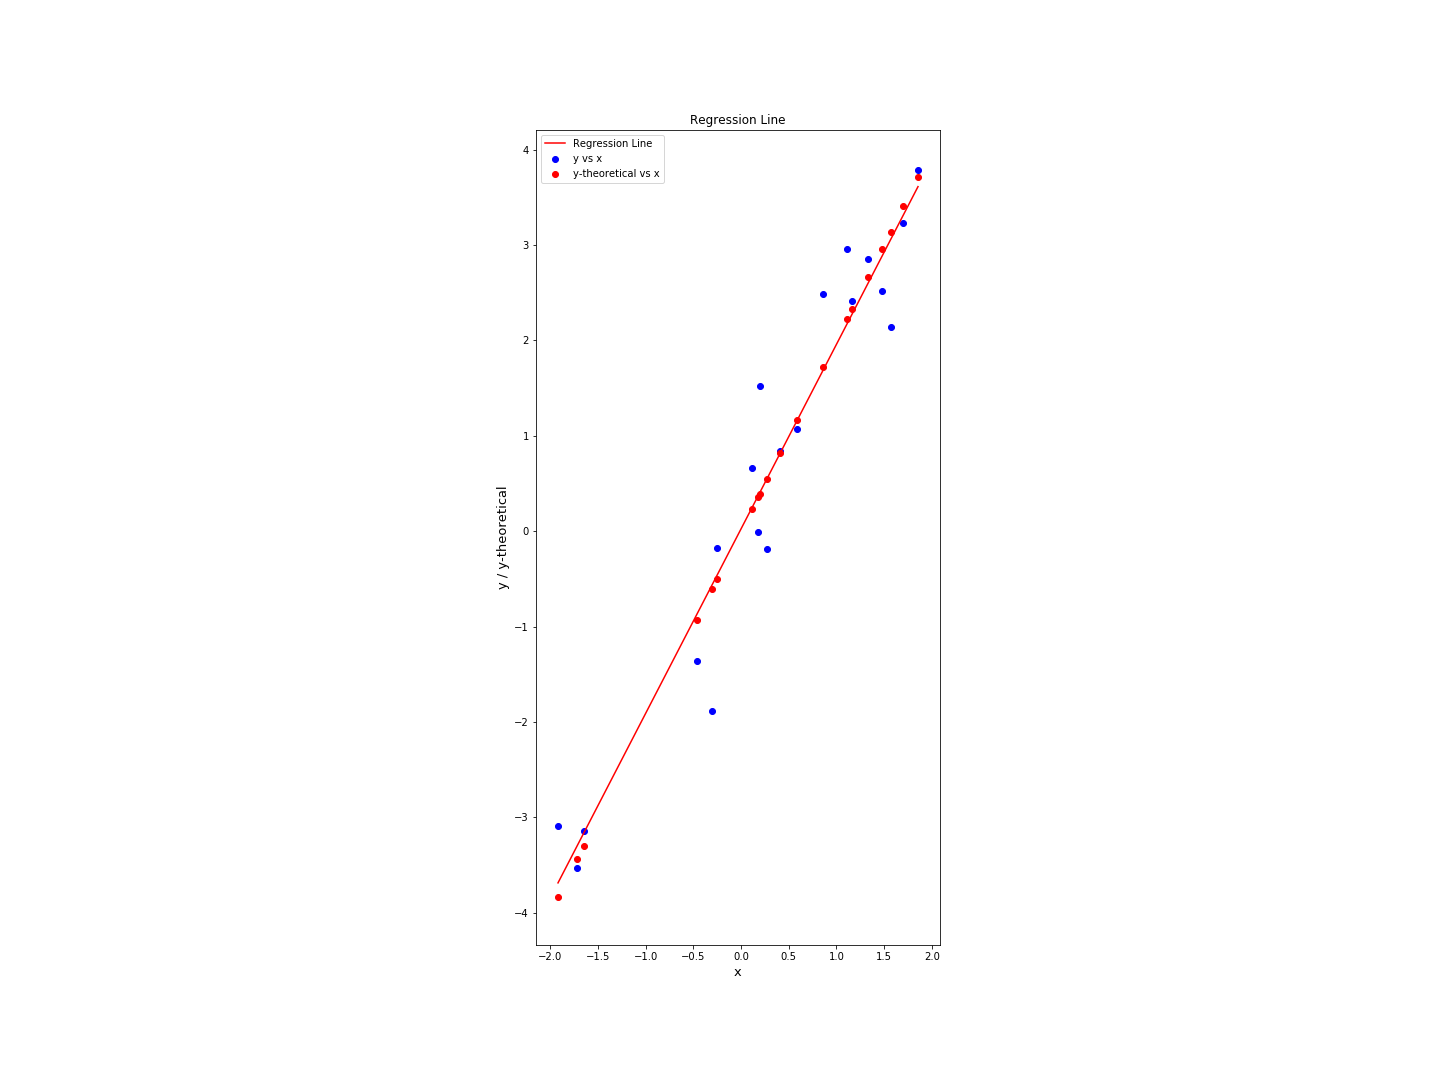 Regression Line
Regression Line
y vs x
y-theoretical vs x
4
3
2
1
0
−1
−2
−3
−4
y / y-theoretical
−2.0 −1.5 −1.0 −0.5 0.0 0.5 1.0 1.5 2.0
x